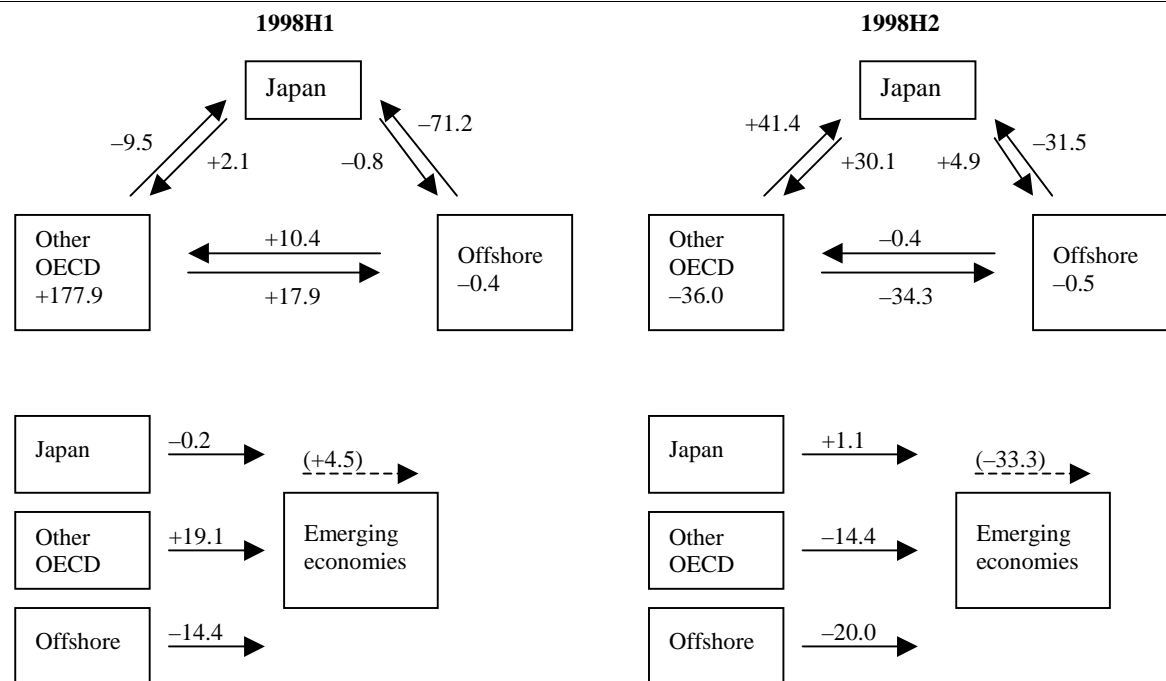 1998H1
Japan
–9.5
+2.1
–71.2
–0.8
Other
OECD
+177.9
+10.4
+17.9
Offshore
–0.4
Japan
–0.2
(+4.5)
Other
OECD
+19.1
Emerging
economies
Offshore
–14.4
1998H2
Japan
+41.4
+30.1
+4.9
–31.5
Other
OECD
–36.0
–0.4
–34.3
Offshore
–0.5
Japan
+1.1
(–33.3)
Other
OECD
–14.4
Emerging
economies
Offshore
–20.0